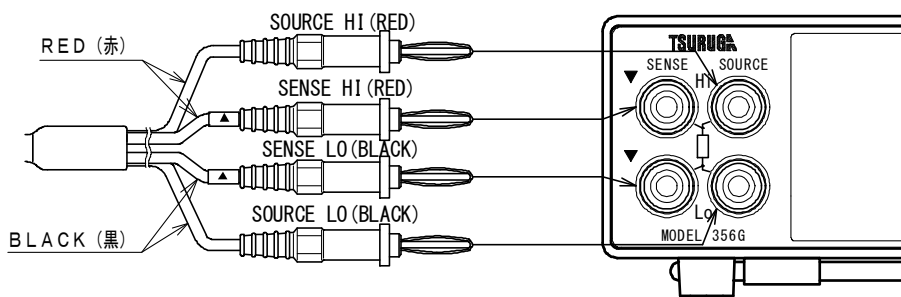 SOURCE HI(RED)
RED(赤)
SENSE HI(RED)
SENSE LO(BLACK)
SOURCE LO(BLACK)
BLACK(黒)
TSURUGA
SENSE SOURCE
HI
Lo
MODEL 356G